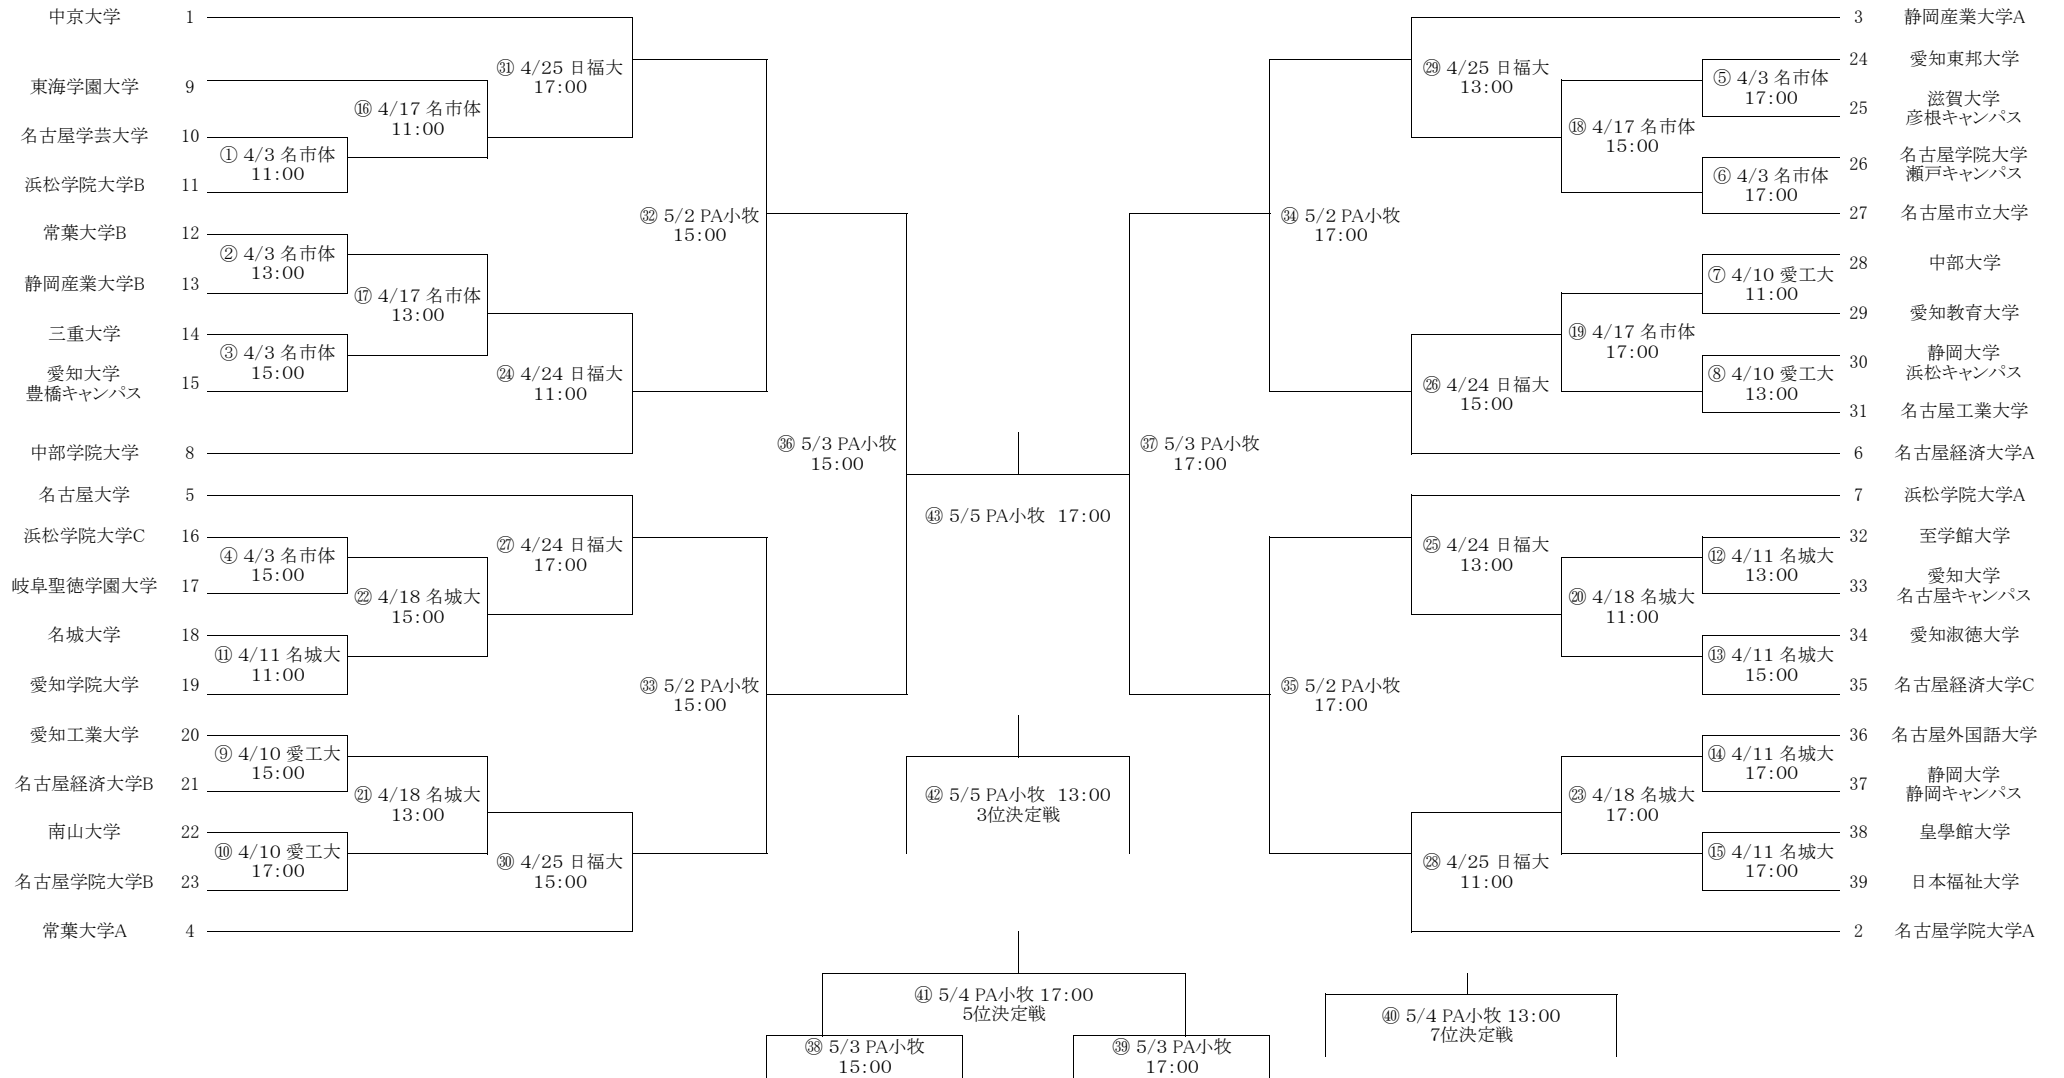 中京大学 1
東海学園大学 9
名古屋学芸大学 10
浜松学院大学B 11
常葉大学B 12
静岡産業大学B 13
三重大学 14
愛知大学
豊橋キャンパス 15
中部学院大学 8
名古屋大学 5
浜松学院大学C 16
岐阜聖徳学園大学 17
名城大学 18
愛知学院大学 19
愛知工業大学 20
名古屋経済大学B 21
南山大学 22
名古屋学院大学B 23
常葉大学A 4
① 4/3 名市体
11:00
② 4/3 名市体
13:00
③ 4/3 名市体
15:00
④ 4/3 名市体
15:00
⑪ 4/11 名城大
11:00
⑨ 4/10 愛工大
15:00
⑩ 4/10 愛工大
17:00
⑯ 4/17 名市体
11:00
⑰ 4/17 名市体
13:00
㉒ 4/18 名城大
15:00
㉑ 4/18 名城大
13:00
㉛ 4/25 日福大
17:00
㉔ 4/24 日福大
11:00
㉗ 4/24 日福大
17:00
㉚ 4/25 日福大
15:00
㉜ 5/2 PA小牧
15:00
㉝ 5/2 PA小牧
15:00
㊱ 5/3 PA小牧
15:00
㊸ 5/5 PA小牧 17:00
㊷ 5/5 PA小牧 13:00
3位決定戦
㊶ 5/4 PA小牧 17:00
5位決定戦
㊳ 5/3 PA小牧
15:00
㊴ 5/3 PA小牧
17:00
㊵ 5/4 PA小牧 13:00
7位決定戦
㊲ 5/3 PA小牧
17:00
㉞ 5/2 PA小牧
17:00
㉟ 5/2 PA小牧
17:00
㉙ 4/25 日福大
13:00
㉖ 4/24 日福大
15:00
㉕ 4/24 日福大
13:00
㉘ 4/25 日福大
11:00
⑱ 4/17 名市体
15:00
⑲ 4/17 名市体
17:00
⑳ 4/18 名城大
11:00
㉓ 4/18 名城大
17:00
⑤ 4/3 名市体
17:00
⑥ 4/3 名市体
17:00
⑦ 4/10 愛工大
11:00
⑧ 4/10 愛工大
13:00
⑫ 4/11 名城大
13:00
⑬ 4/11 名城大
15:00
⑭ 4/11 名城大
17:00
⑮ 4/11 名城大
17:00
3 静岡産業大学A
24 愛知東邦大学
25 滋賀大学
彦根キャンパス
26 名古屋学院大学
瀬戸キャンパス
27 名古屋市立大学
28 中部大学
29 愛知教育大学
30 静岡大学
浜松キャンパス
31 名古屋工業大学
6 名古屋経済大学A
7 浜松学院大学A
32 至学館大学
33 愛知大学
名古屋キャンパス
34 愛知淑徳大学
35 名古屋経済大学C
36 名古屋外国語大学
37 静岡大学
静岡キャンパス
38 皇學館大学
39 日本福祉大学
2 名古屋学院大学A